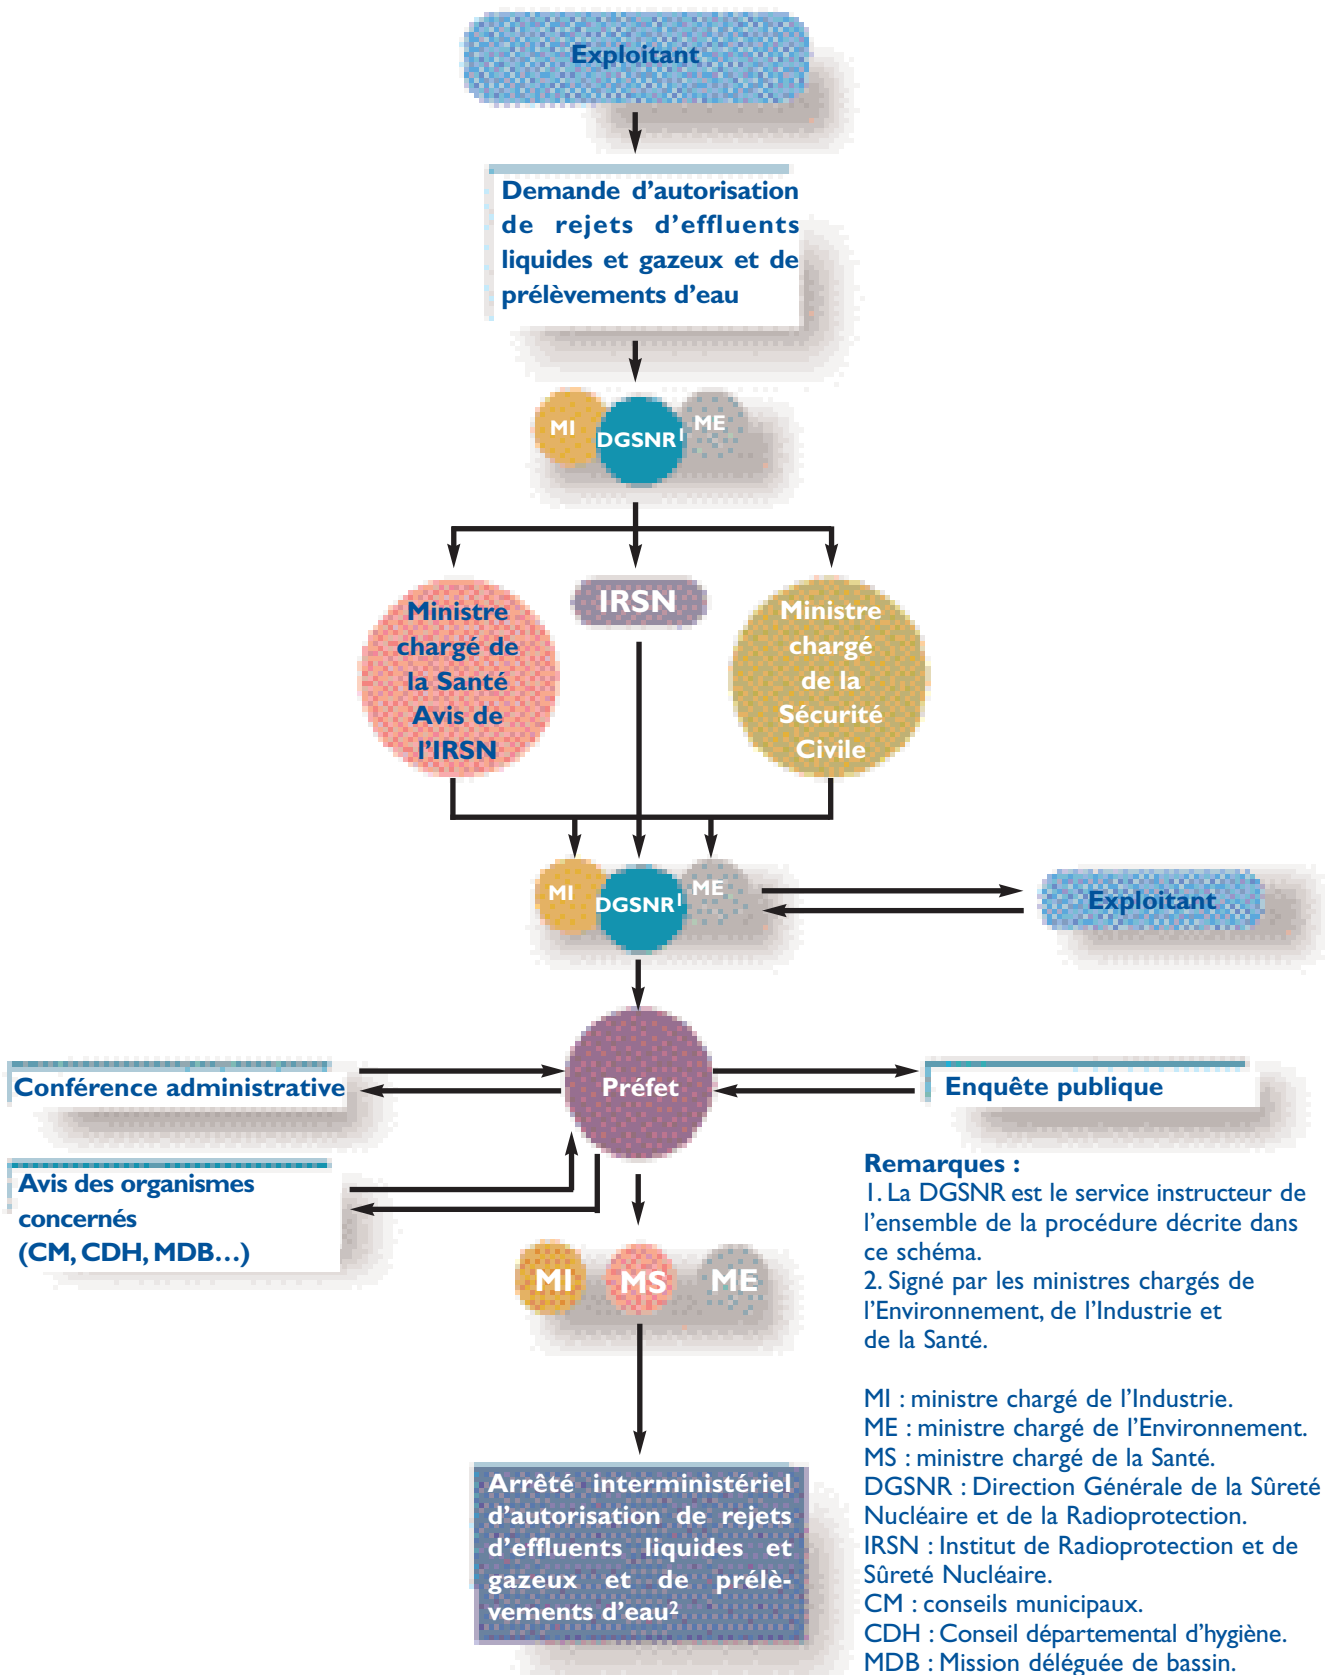 Exploitant
Demande d’autorisation
de rejets d’effluents
liquides et gazeux et de
prélèvements d’eau
MI
DGSNR1
ME
Ministre
chargé de
la Santé
Avis de
l’IRSN
IRSN
Ministre
chargé
de la
Sécurité
Civile
MI
DGSNR1
ME
Exploitant
Préfet
Conférence administrative
Enquête publique
Avis des organismes
concernés
(CM, CDH, MDB…)
MI
MS
ME
Arrêté interministériel
d’autorisation de rejets
d’effluents liquides et
gazeux et de prélè-
vements d’eau2
Remarques :
1. La DGSNR est le service instructeur de
l’ensemble de la procédure décrite dans
ce schéma.
2. Signé par les ministres chargés de
l’Environnement, de l’Industrie et
de la Santé.
MI : ministre chargé de l’Industrie.
ME : ministre chargé de l’Environnement.
MS : ministre chargé de la Santé.
DGSNR : Direction Générale de la Sûreté
Nucléaire et de la Radioprotection.
IRSN : Institut de Radioprotection et de
Sûreté Nucléaire.
CM : conseils municipaux.
CDH : Conseil départemental d’hygiène.
MDB : Mission déléguée de bassin.